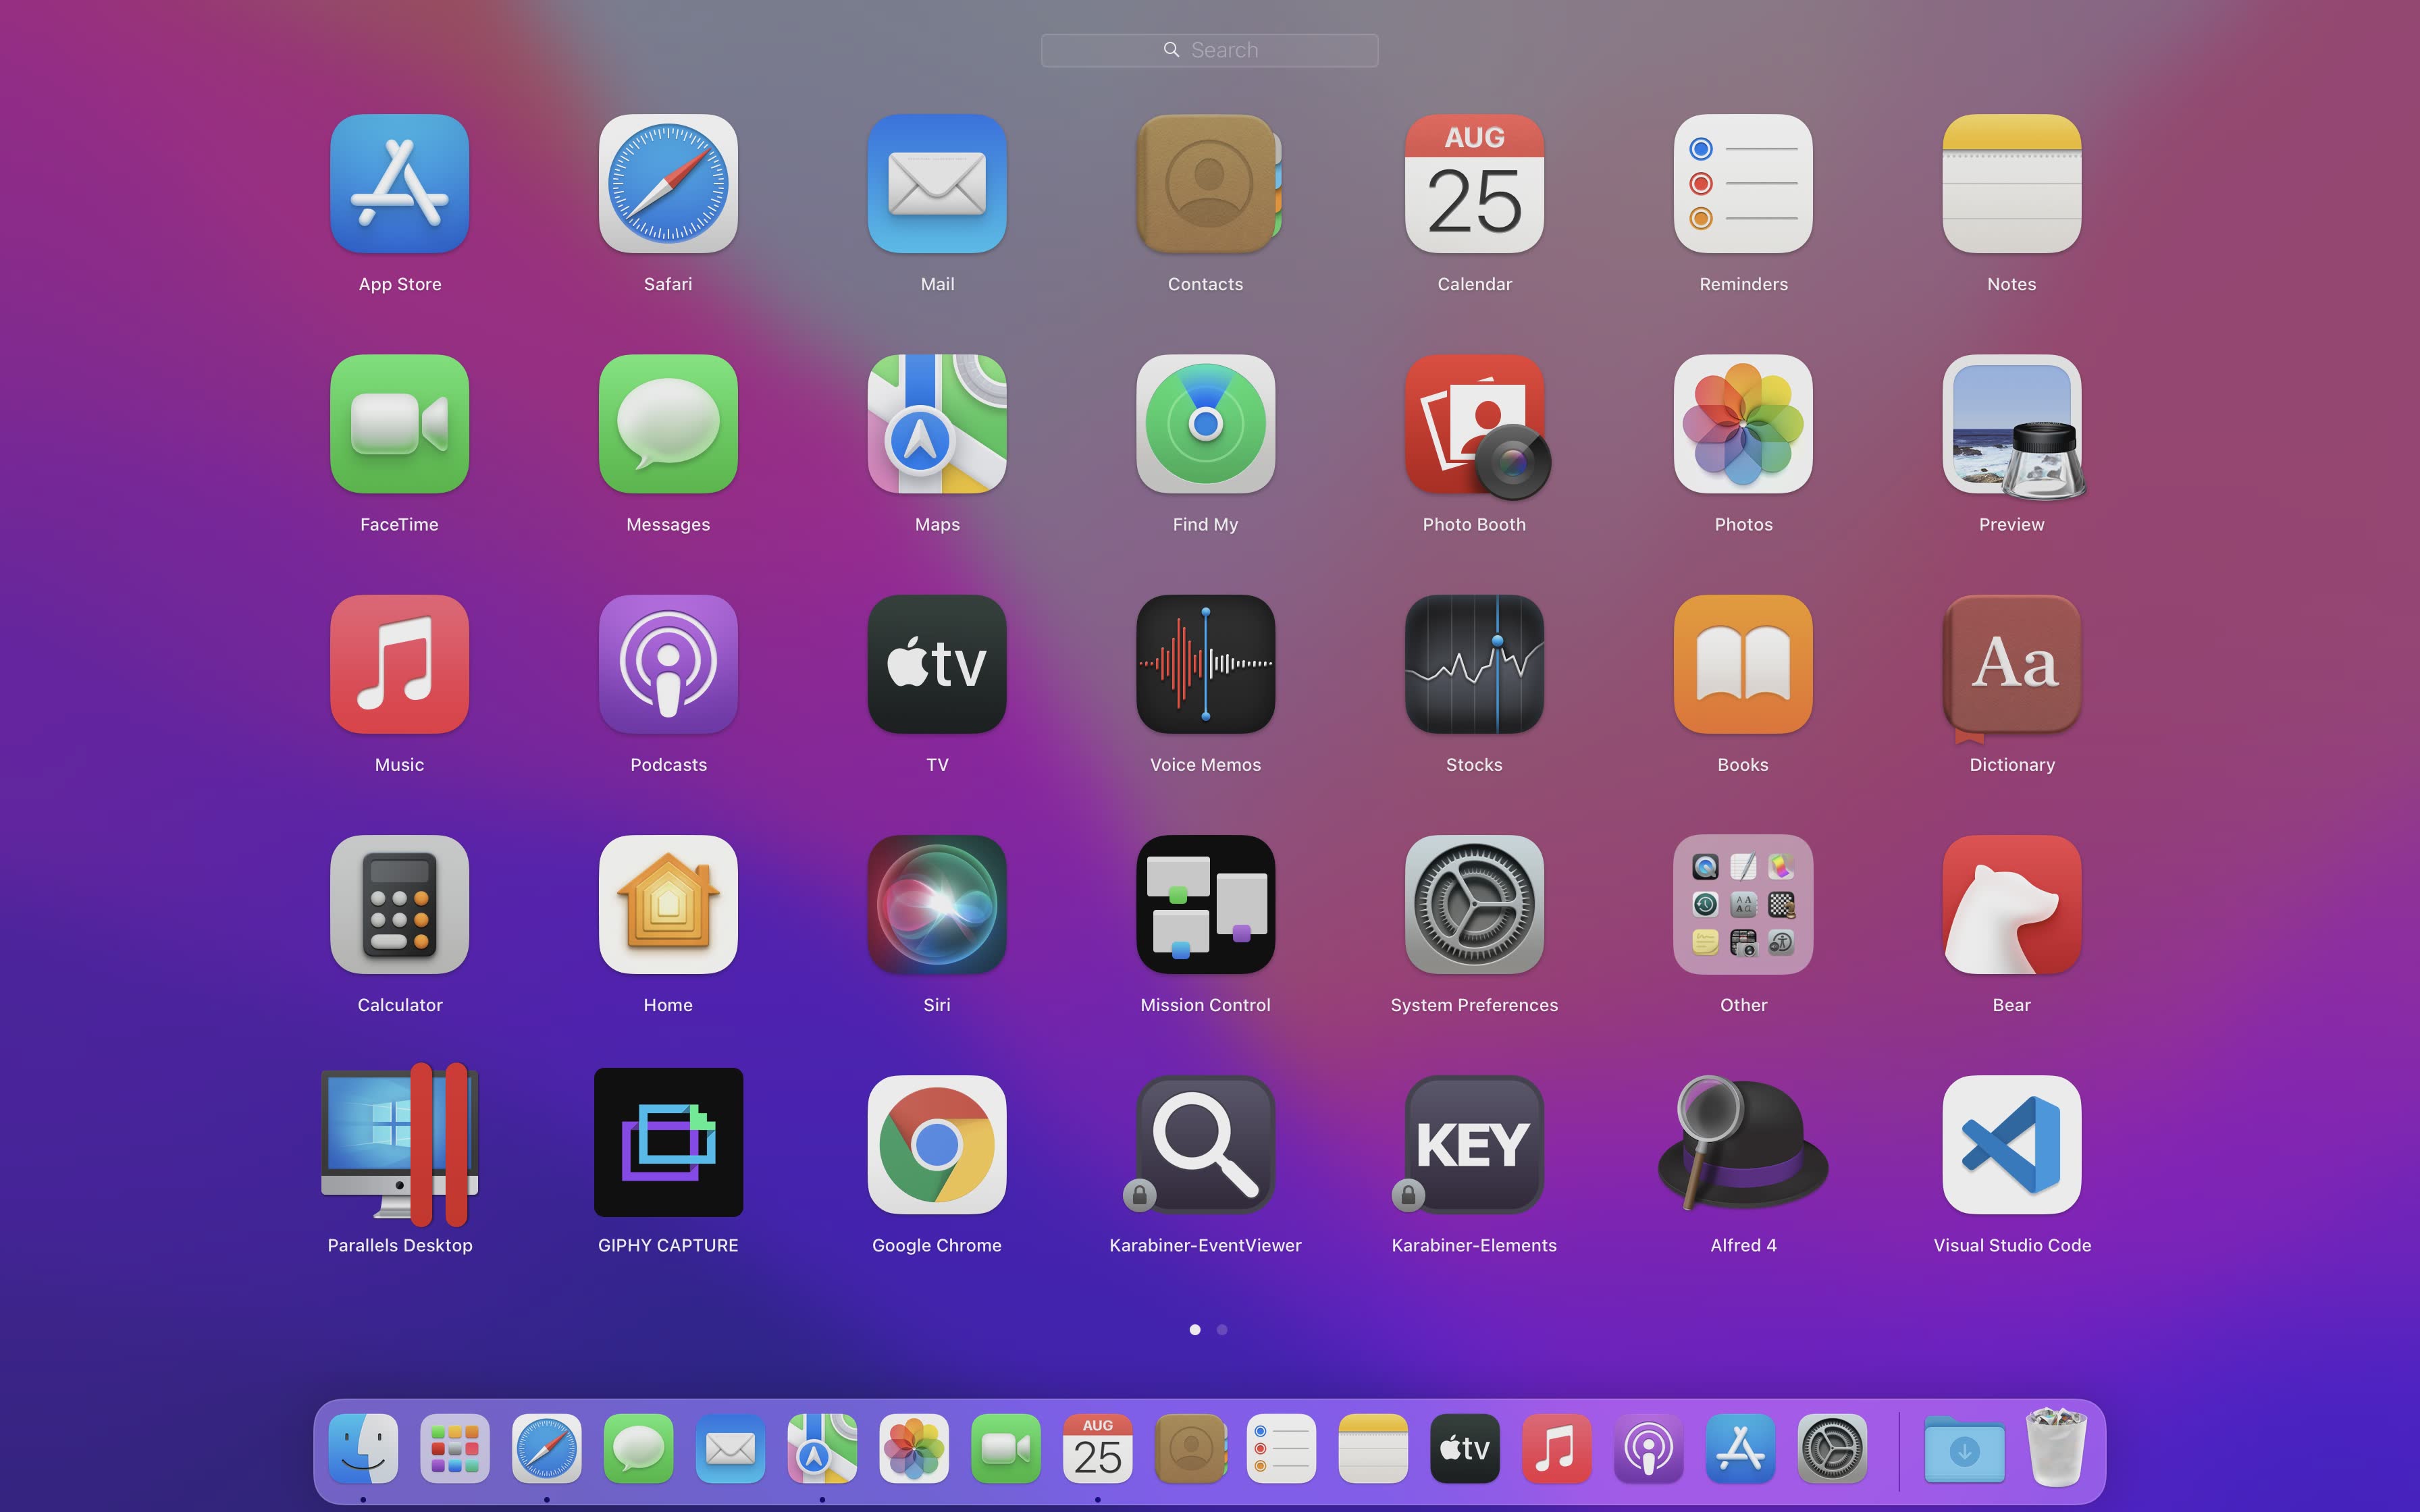 Search
AUG
25
App Store
Safari
Mail
Contacts
Calendar
Reminders
Notes
FaceTime
Messages
Maps
Find My
Photo Booth
Photos
Preview
tv
Aa
Music
Podcasts
TV
Voice Memos
Stocks
Books
Dictionary
Calculator
Home
Siri
Mission Control
System Preferences
Other
Bear
KEY
Parallels Desktop
GIPHY CAPTURE
Google Chrome
Karabiner-EventViewer
Karabiner-Elements
Alfred 4
Visual Studio Code
AUG
25
tv